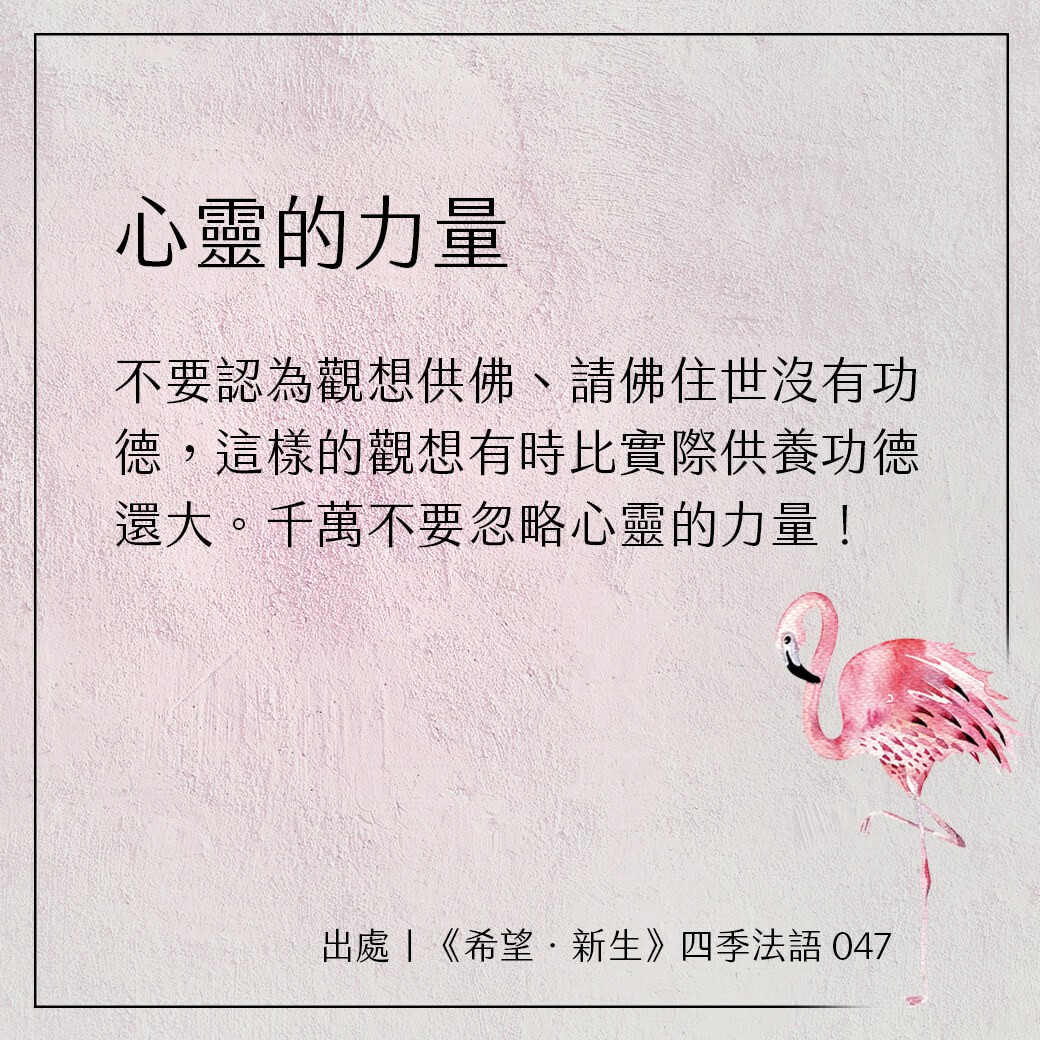 心靈的力量
不要認為觀想供佛、請佛住世沒有功
德，這樣的觀想有時比實際供養功德
還大。千萬不要忽略心靈的力量！
出處｜《希望．新生》四季法語 047